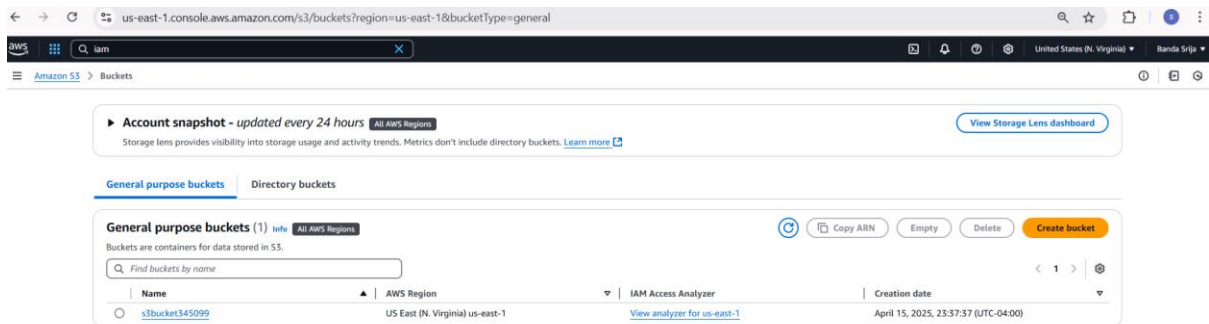 us-east-1.console.aws.amazon.com/s3/buckets?region=us-east-1&bucketType=general
S
aws
iam
United States (N. Virginia) ▼
Banda Srija ▼
Amazon S3 > Buckets
Account snapshot - updated every 24 hours All AWS Regions
View Storage Lens dashboard
Storage lens provides visibility into storage usage and activity trends. Metrics don't include directory buckets. Learn more
General purpose buckets
Directory buckets
General purpose buckets (1) Info All AWS Regions
Copy ARN
Empty
Delete
Create bucket
Buckets are containers for data stored in S3.
Find buckets by name
< 1 >
Name
AWS Region
IAM Access Analyzer
Creation date
s3bucket345099
US East (N. Virginia) us-east-1
View analyzer for us-east-1
April 15, 2025, 23:37:37 (UTC-04:00)